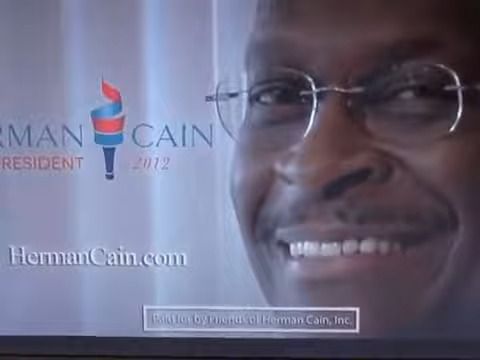 RMAN CAIN
RESIDENT 2012
HermanCain.com
Paid for by Friends of Herman Cain, Inc.